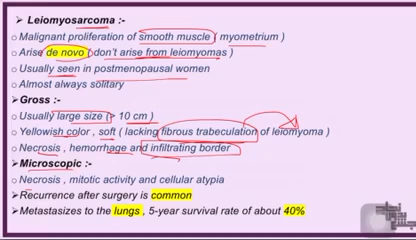 ➤ Leiomyosarcoma :-
o Malignant proliferation of smooth muscle ( myometrium )
o Arise de novo ( don't arise from leiomyomas )
o Usually seen in postmenopausal women
o Almost always solitary
➤ Gross :-
o Usually large size (> 10 cm )
o Yellowish color , soft ( lacking fibrous trabeculation of leiomyoma )
o Necrosis , hemorrhage and infiltrating border
➤ Microscopic :-
o Necrosis , mitotic activity and cellular atypia
➤ Recurrence after surgery is common
➤ Metastasizes to the lungs , 5-year survival rate of about 40%